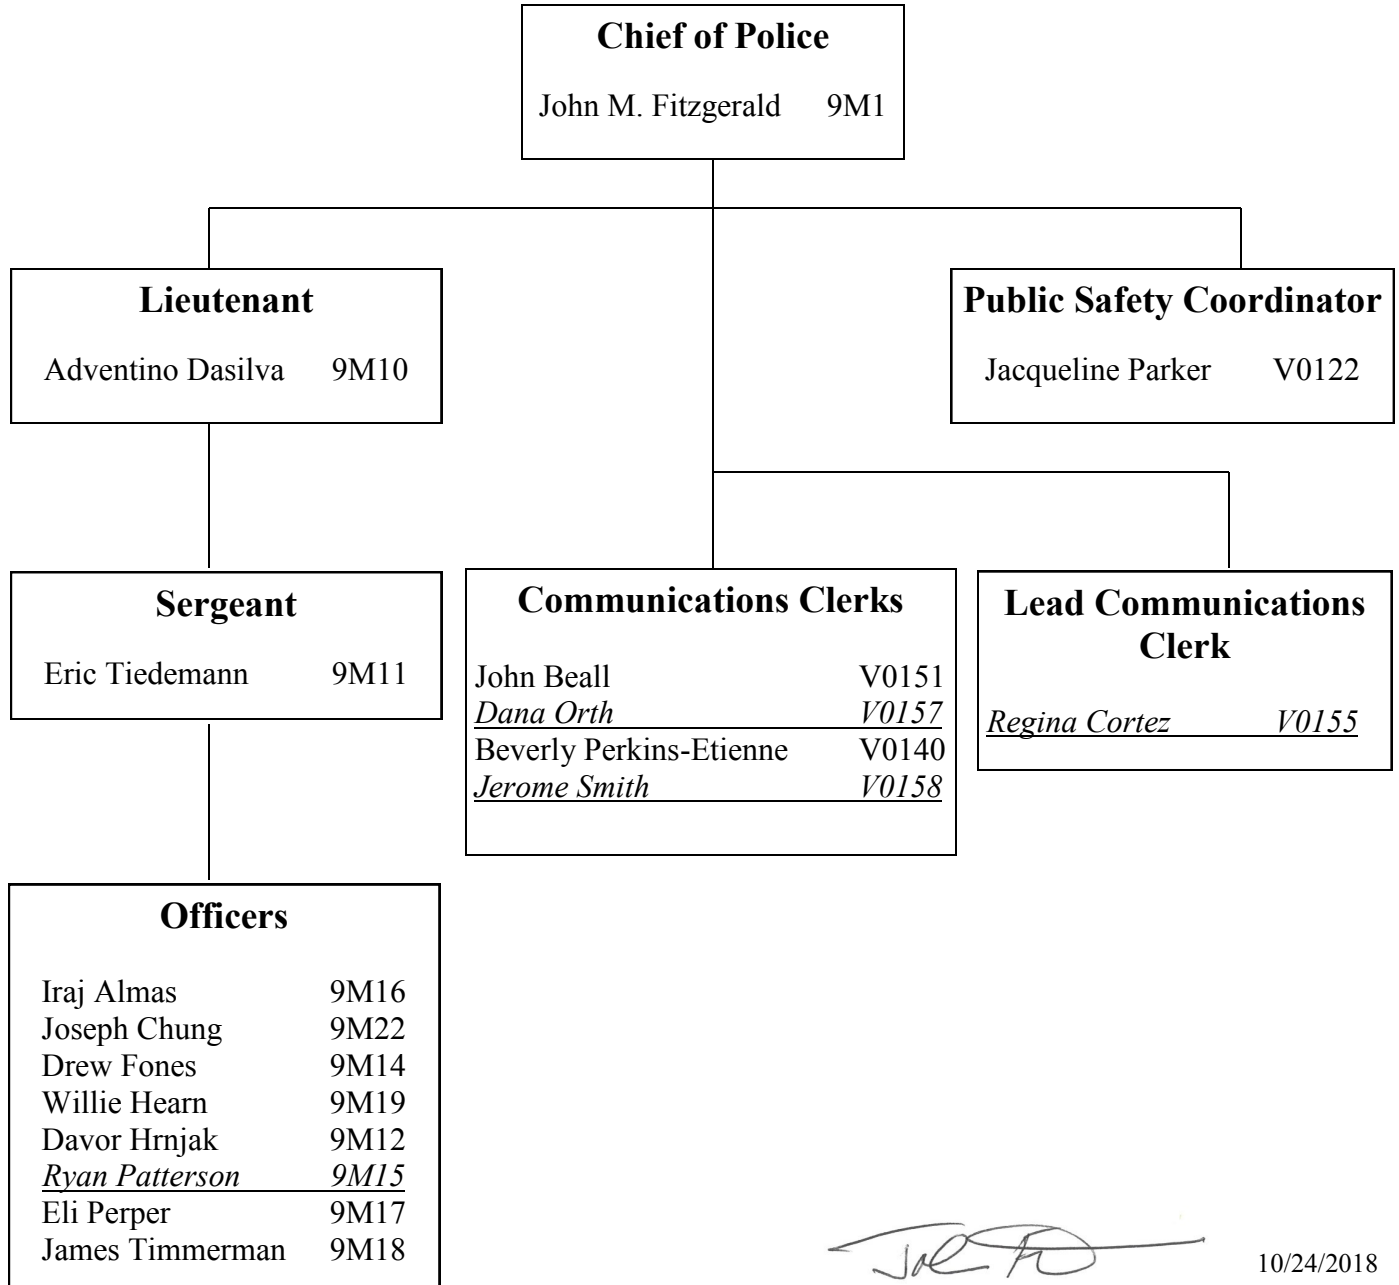 Chief of Police
John M. Fitzgerald 9M1
Lieutenant
Adventino Dasilva 9M10
Public Safety Coordinator
Jacqueline Parker V0122
Sergeant
Eric Tiedemann 9M11
Communications Clerks
John Beall V0151
Dana Orth V0157
Beverly Perkins-Etienne V0140
Jerome Smith V0158
Lead Communications
Clerk
Regina Cortez V0155
Officers
Iraj Almas 9M16
Joseph Chung 9M22
Drew Fones 9M14
Willie Hearn 9M19
Davor Hrnjak 9M12
Ryan Patterson 9M15
Eli Perper 9M17
James Timmerman 9M18
10/24/2018